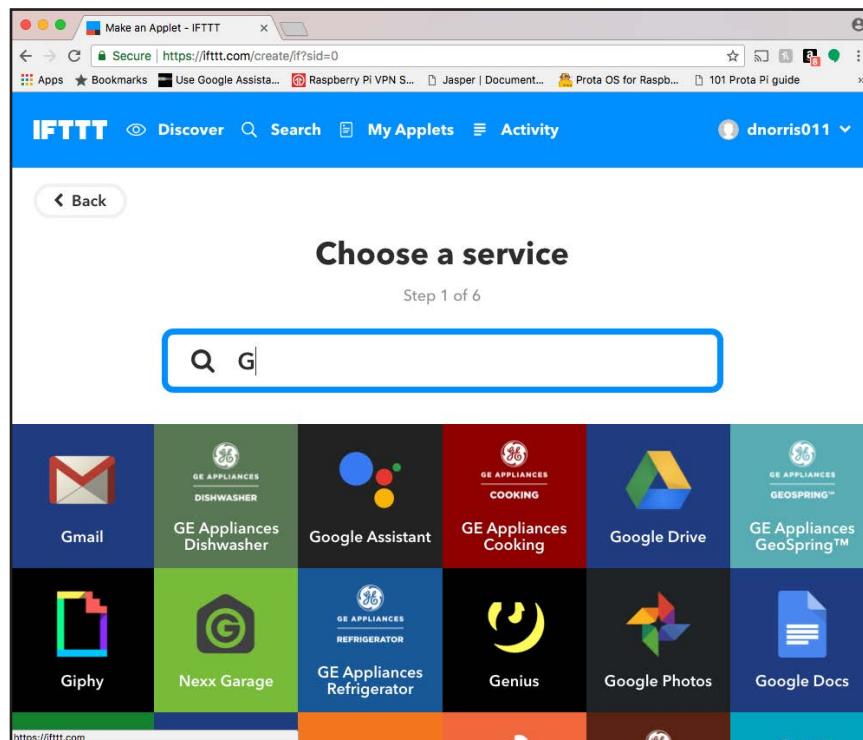 Make an Applet - IFTTT
Secure | https://ifttt.com/create/if?sid=0
Apps Bookmarks Use Google Assista... Raspberry Pi VPN S... Jasper | Document... Prota OS for Raspb... 101 Prota Pi guide »
IFTTT Discover Search My Applets Activity dnorris011
Back
Choose a service
Step 1 of 6
G
GE APPLIANCES
DISHWASHER
GE APPLIANCES
COOKING
GE APPLIANCES
GEOSPRING™
Gmail
GE Appliances
Dishwasher
Google Assistant
GE Appliances
Cooking
Google Drive
GE Appliances
GeoSpring™
G
GE APPLIANCES
REFRIGERATOR
Giphy
Nexx Garage
GE Appliances
Refrigerator
Genius
Google Photos
Google Docs
https://ifttt.com